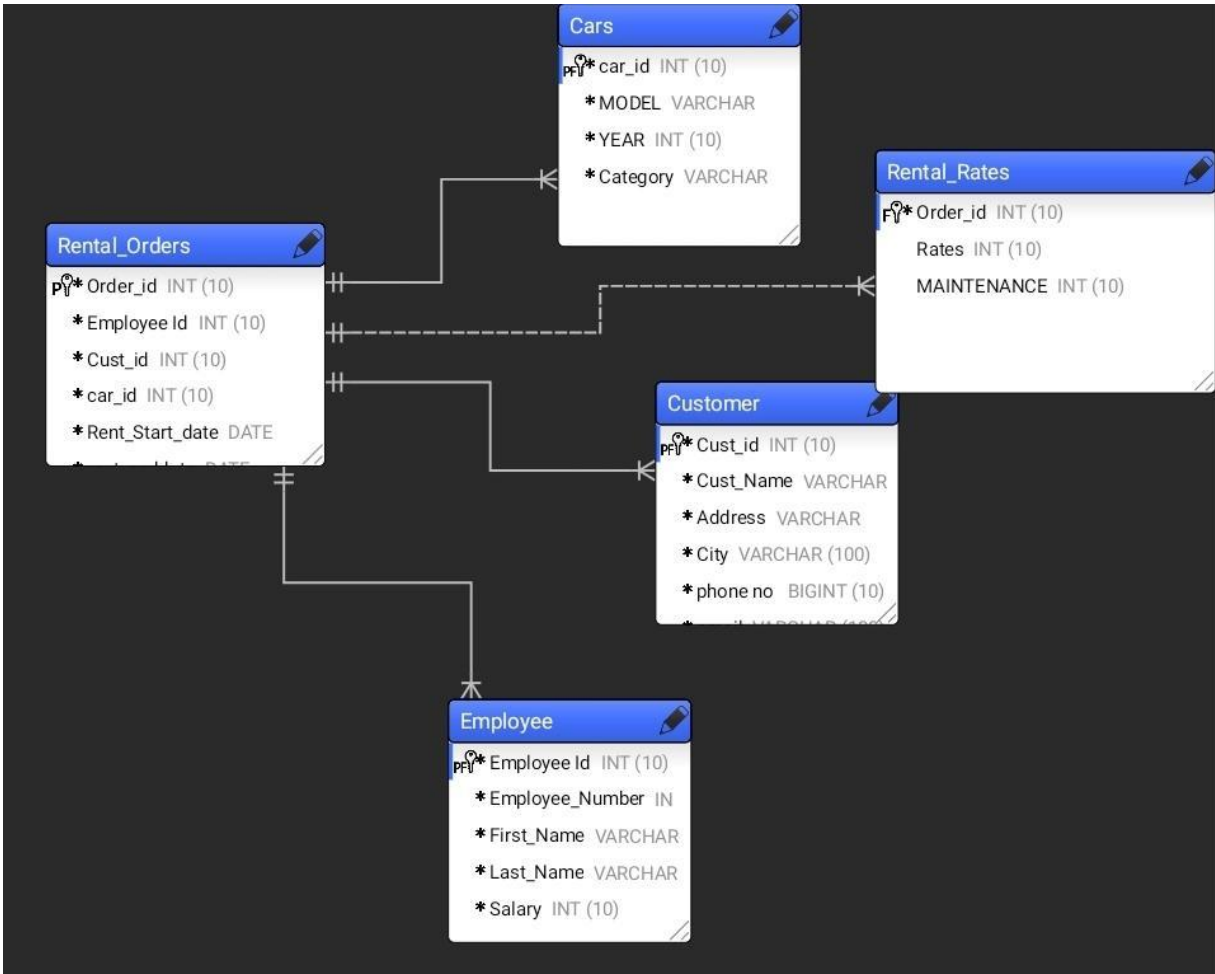 Cars
PF * car_id INT (10)
* MODEL VARCHAR
* YEAR INT (10)
* Category VARCHAR
Rental_Rates
F * Order_id INT (10)
Rates INT (10)
MAINTENANCE INT (10)
Rental_Orders
P * Order_id INT (10)
* Employee Id INT (10)
* Cust_id INT (10)
* car_id INT (10)
* Rent_Start_date DATE
Customer
PF * Cust_id INT (10)
* Cust_Name VARCHAR
* Address VARCHAR
* City VARCHAR (100)
* phone no BIGINT (10)
Employee
PF * Employee Id INT (10)
* Employee_Number IN
* First_Name VARCHAR
* Last_Name VARCHAR
* Salary INT (10)